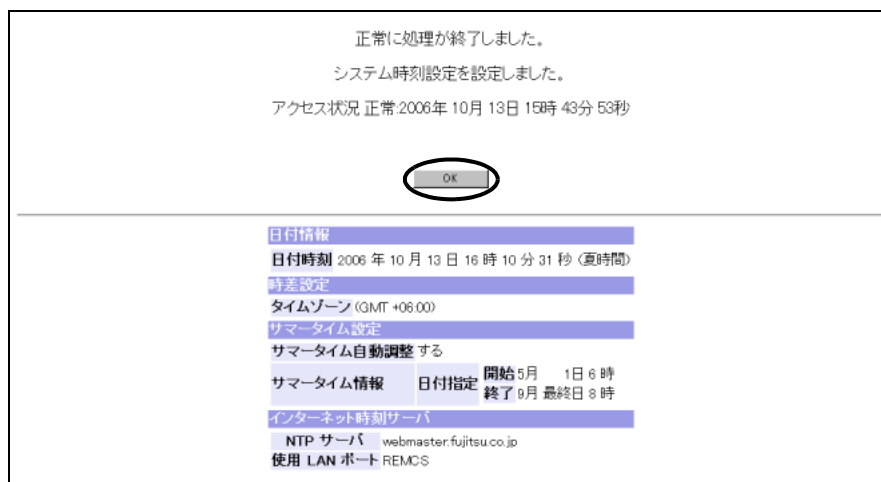 正常に処理が終了しました。
システム時刻設定を設定しました。
アクセス状況 正常:2006年 10月 13日 15時 43分 53秒
OK
日付情報
日付時刻 2006 年 10 月 13 日 16 時 10 分 31 秒 (夏時間)
時差設定
タイムゾーン (GMT +06:00)
サマータイム設定
サマータイム自動調整 する
サマータイム情報 日付指定 開始 5月 1日 6 時
終了 9月 最終日 8 時
インターネット時刻サーバ
NTP サーバ webmaster.fujitsu.co.jp
使用 LAN ポート REMCS